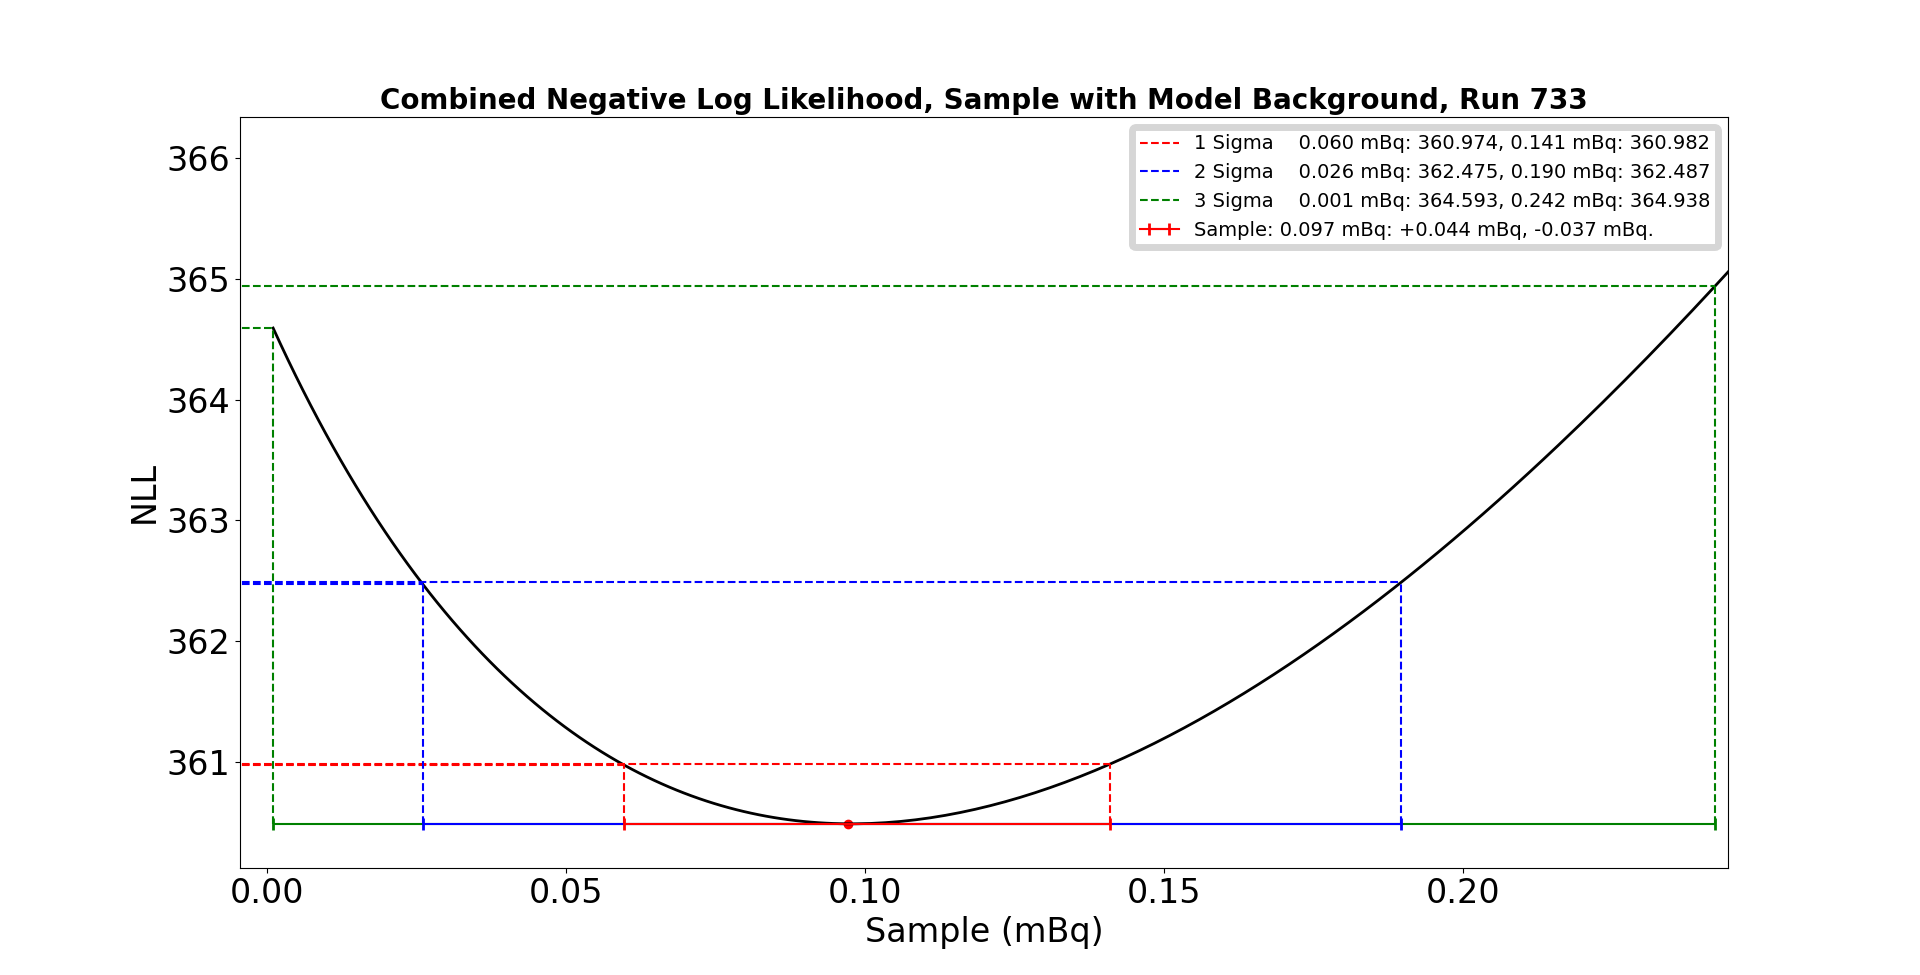 Combined Negative Log Likelihood, Sample with Model Background, Run 733
1 Sigma    0.060 mBq: 360.974, 0.141 mBq: 360.982
2 Sigma    0.026 mBq: 362.475, 0.190 mBq: 362.487
3 Sigma    0.001 mBq: 364.593, 0.242 mBq: 364.938
Sample: 0.097 mBq: +0.044 mBq, -0.037 mBq.
366
365
364
363
362
361
NLL
0.00 0.05 0.10 0.15 0.20
Sample (mBq)